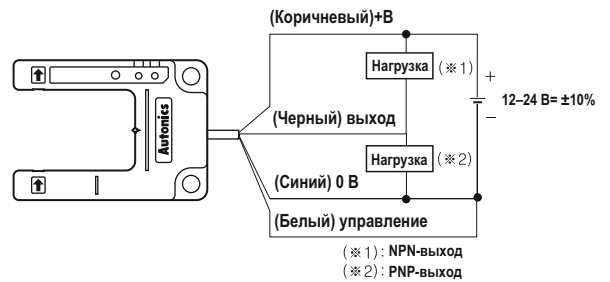 (Коричневый)+В
Нагрузка (※1)
+
12–24 В= ±10%
–
(Черный) выход
Autonics
Нагрузка (※2)
(Синий) 0 В
(Белый) управление
(※1): NPN-выход
(※2): PNP-выход